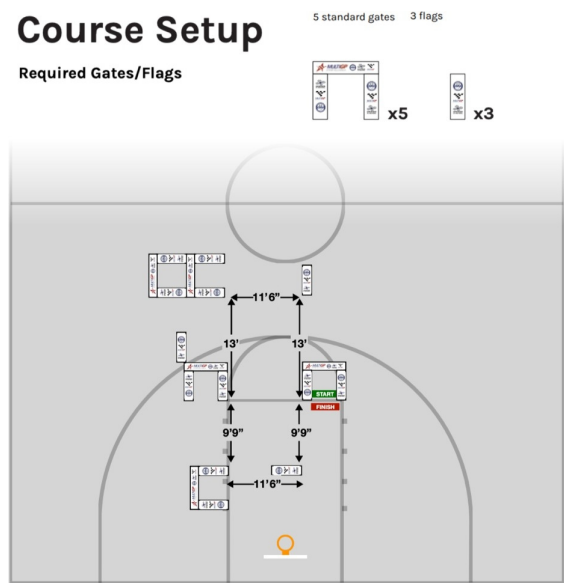 Course Setup
5 standard gates 3 flags
Required Gates/Flags
MULTIGP
x5
x3
11'6"
13'
13'
START
FINISH
9'9"
9'9"
11'6"